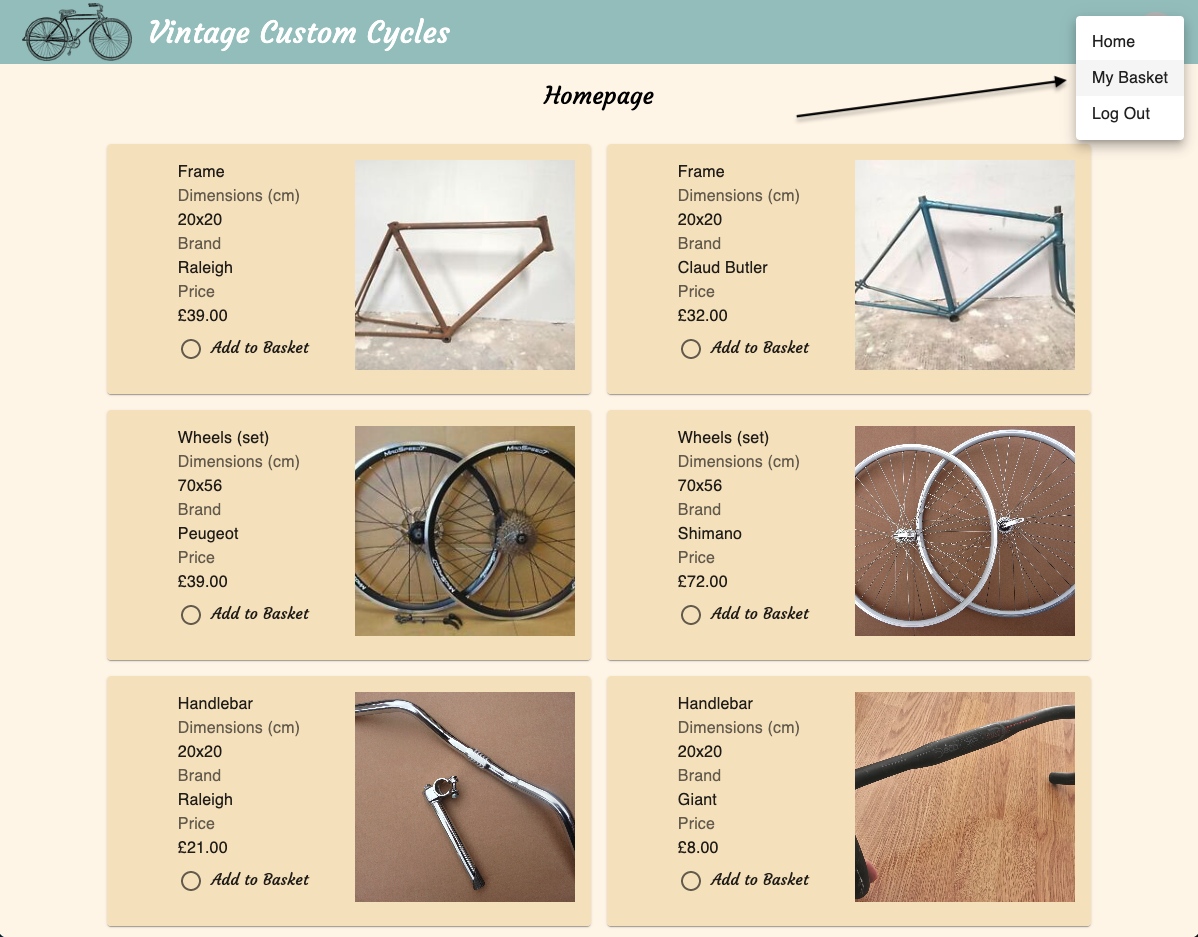 Vintage Custom Cycles
Home
My Basket
Log Out
Homepage
Frame
Dimensions (cm)
20x20
Brand
Raleigh
Price
£39.00
Add to Basket
Frame
Dimensions (cm)
20x20
Brand
Claud Butler
Price
£32.00
Add to Basket
Wheels (set)
Dimensions (cm)
70x56
Brand
Peugeot
Price
£39.00
Add to Basket
Wheels (set)
Dimensions (cm)
70x56
Brand
Shimano
Price
£72.00
Add to Basket
Handlebar
Dimensions (cm)
20x20
Brand
Raleigh
Price
£21.00
Add to Basket
Handlebar
Dimensions (cm)
20x20
Brand
Giant
Price
£8.00
Add to Basket